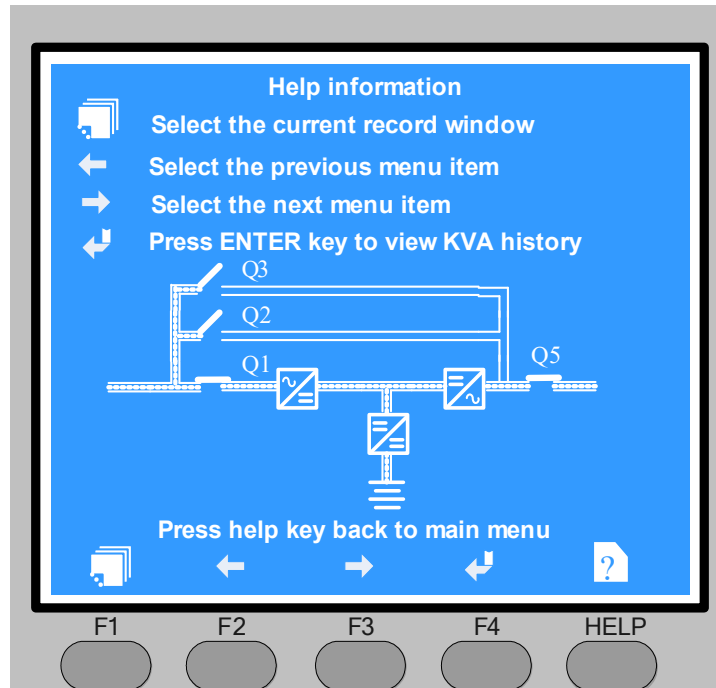 Help information
Select the current record window
Select the previous menu item
Select the next menu item
Press ENTER key to view KVA history
Q3
Q2
Q1
Q5
Press help key back to main menu
?
F1 F2 F3 F4 HELP